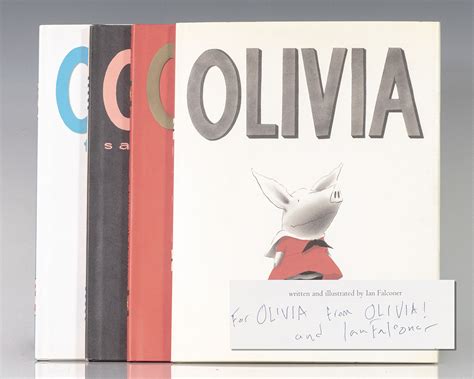 OLIVIA
written and illustrated by Ian Falconer
For OLIVIA from OLIVIA!
and Ian Falconer